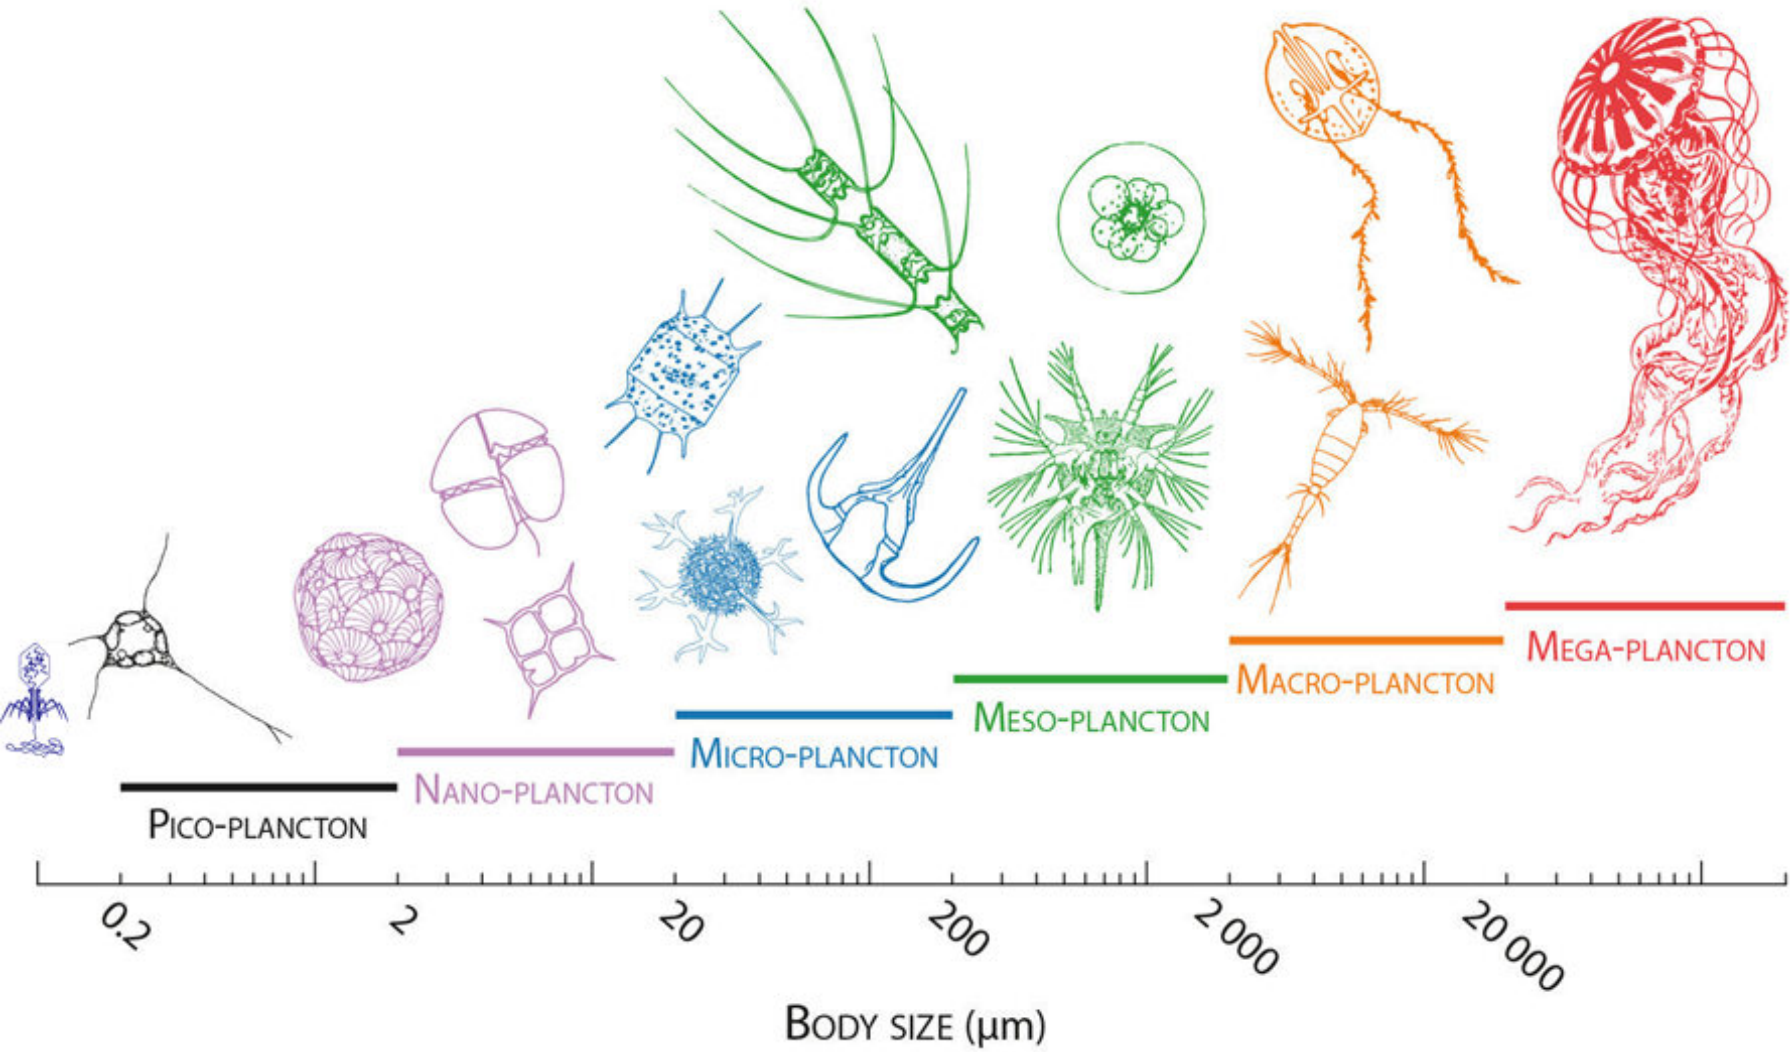 MEGA-PLANCTON
MACRO-PLANCTON
MESO-PLANCTON
MICRO-PLANCTON
NANO-PLANCTON
PICO-PLANCTON
0.2 2 20 200 2 000 20 000
BODY SIZE (µm)